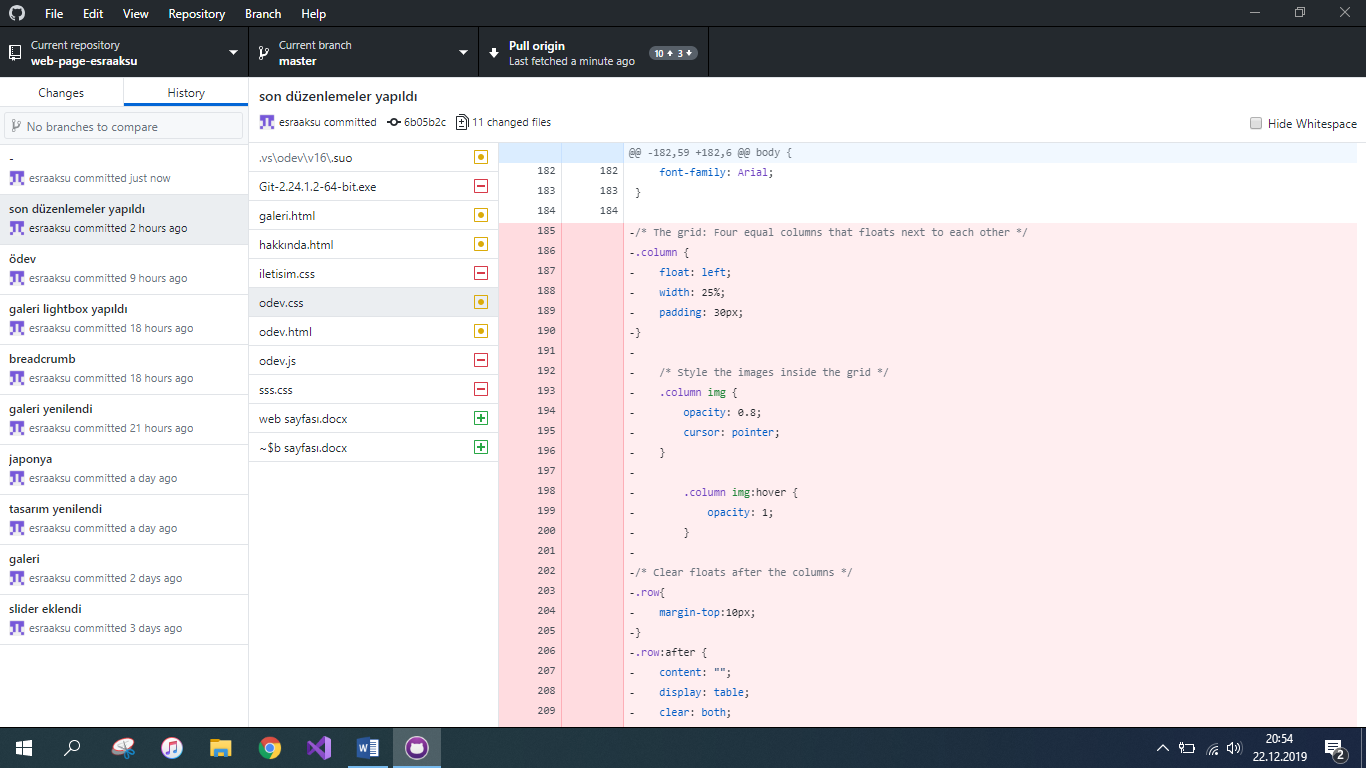 File Edit View Repository Branch Help
Current repository
web-page-esraaksu
Current branch
master
Pull origin
Last fetched a minute ago
10 3
Changes
History
No branches to compare
-
esraaksu committed just now
son düzenlemeler yapıldı
esraaksu committed 2 hours ago
ödev
esraaksu committed 9 hours ago
galeri lightbox yapıldı
esraaksu committed 18 hours ago
breadcrumb
esraaksu committed 18 hours ago
galeri yenilendi
esraaksu committed 21 hours ago
japonya
esraaksu committed a day ago
tasarım yenilendi
esraaksu committed a day ago
galeri
esraaksu committed 2 days ago
slider eklendi
esraaksu committed 3 days ago
son düzenlemeler yapıldı
esraaksu committed 6b05b2c 11 changed files
Hide Whitespace
.vs\odev\v16\.suo
Git-2.24.1.2-64-bit.exe
galeri.html
hakkında.html
iletisim.css
odev.css
odev.html
odev.js
sss.css
web sayfası.docx
~$b sayfası.docx
@@ -182,59 +182,6 @@ body {
182 182 font-family: Arial;
183 183 }
184 184
185 -/* The grid: Four equal columns that floats next to each other */
186 -.column {
187 - float: left;
188 - width: 25%;
189 - padding: 30px;
190 -}
191 -
192 - /* Style the images inside the grid */
193 - .column img {
194 - opacity: 0.8;
195 - cursor: pointer;
196 - }
197 -
198 - .column img:hover {
199 - opacity: 1;
200 - }
201 -
202 -/* Clear floats after the columns */
203 -.row{
204 - margin-top:10px;
205 -}
206 -.row:after {
207 - content: "";
208 - display: table;
209 - clear: both;
20:54
22.12.2019
2